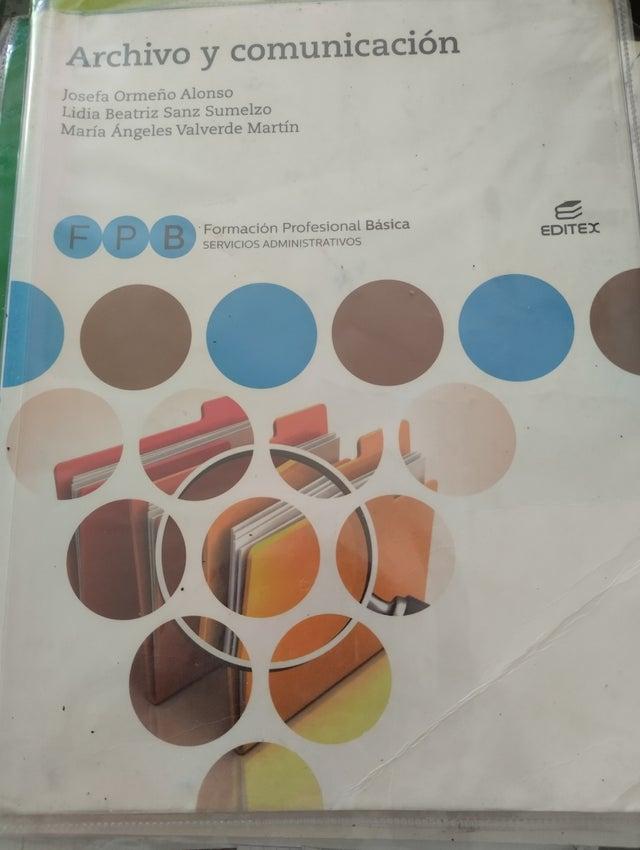 Archivo y comunicación
Josefa Ormeño Alonso
Lidia Beatriz Sanz Sumelzo
María Ángeles Valverde Martín
FPB Formación Profesional Básica
SERVICIOS ADMINISTRATIVOS
EDITEX